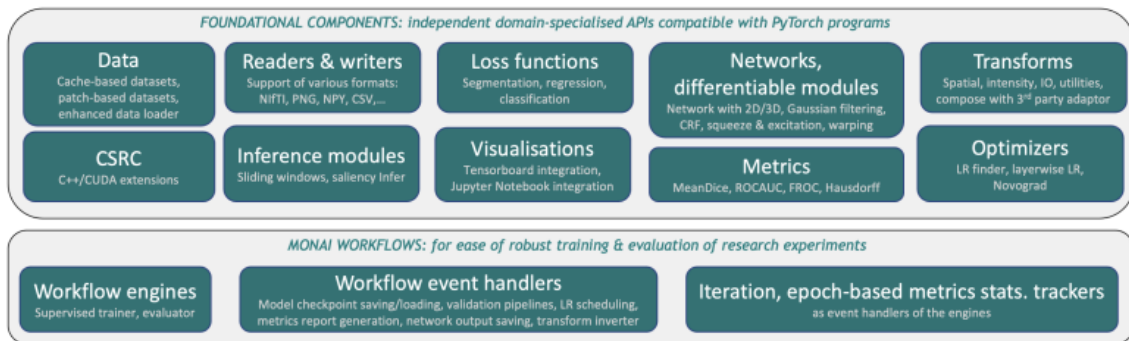 FOUNDATIONAL COMPONENTS: independent domain-specialised APIs compatible with PyTorch programs
Data
Cache-based datasets,
patch-based datasets,
enhanced data loader
Readers & writers
Support of various formats:
NIfTI, PNG, NPY, CSV,...
Loss functions
Segmentation, regression,
classification
Networks,
differentiable modules
Network with 2D/3D, Gaussian filtering,
CRF, squeeze & excitation, warping
Transforms
Spatial, intensity, IO, utilities,
compose with 3rd party adaptor
CSRC
C++/CUDA extensions
Inference modules
Sliding windows, saliency Infer
Visualisations
Tensorboard integration,
Jupyter Notebook integration
Metrics
MeanDice, ROCAUC, FROC, Hausdorff
Optimizers
LR finder, layerwise LR,
Novograd
MONAI WORKFLOWS: for ease of robust training & evaluation of research experiments
Workflow engines
Supervised trainer, evaluator
Workflow event handlers
Model checkpoint saving/loading, validation pipelines, LR scheduling,
metrics report generation, network output saving, transform inverter
Iteration, epoch-based metrics stats. trackers
as event handlers of the engines